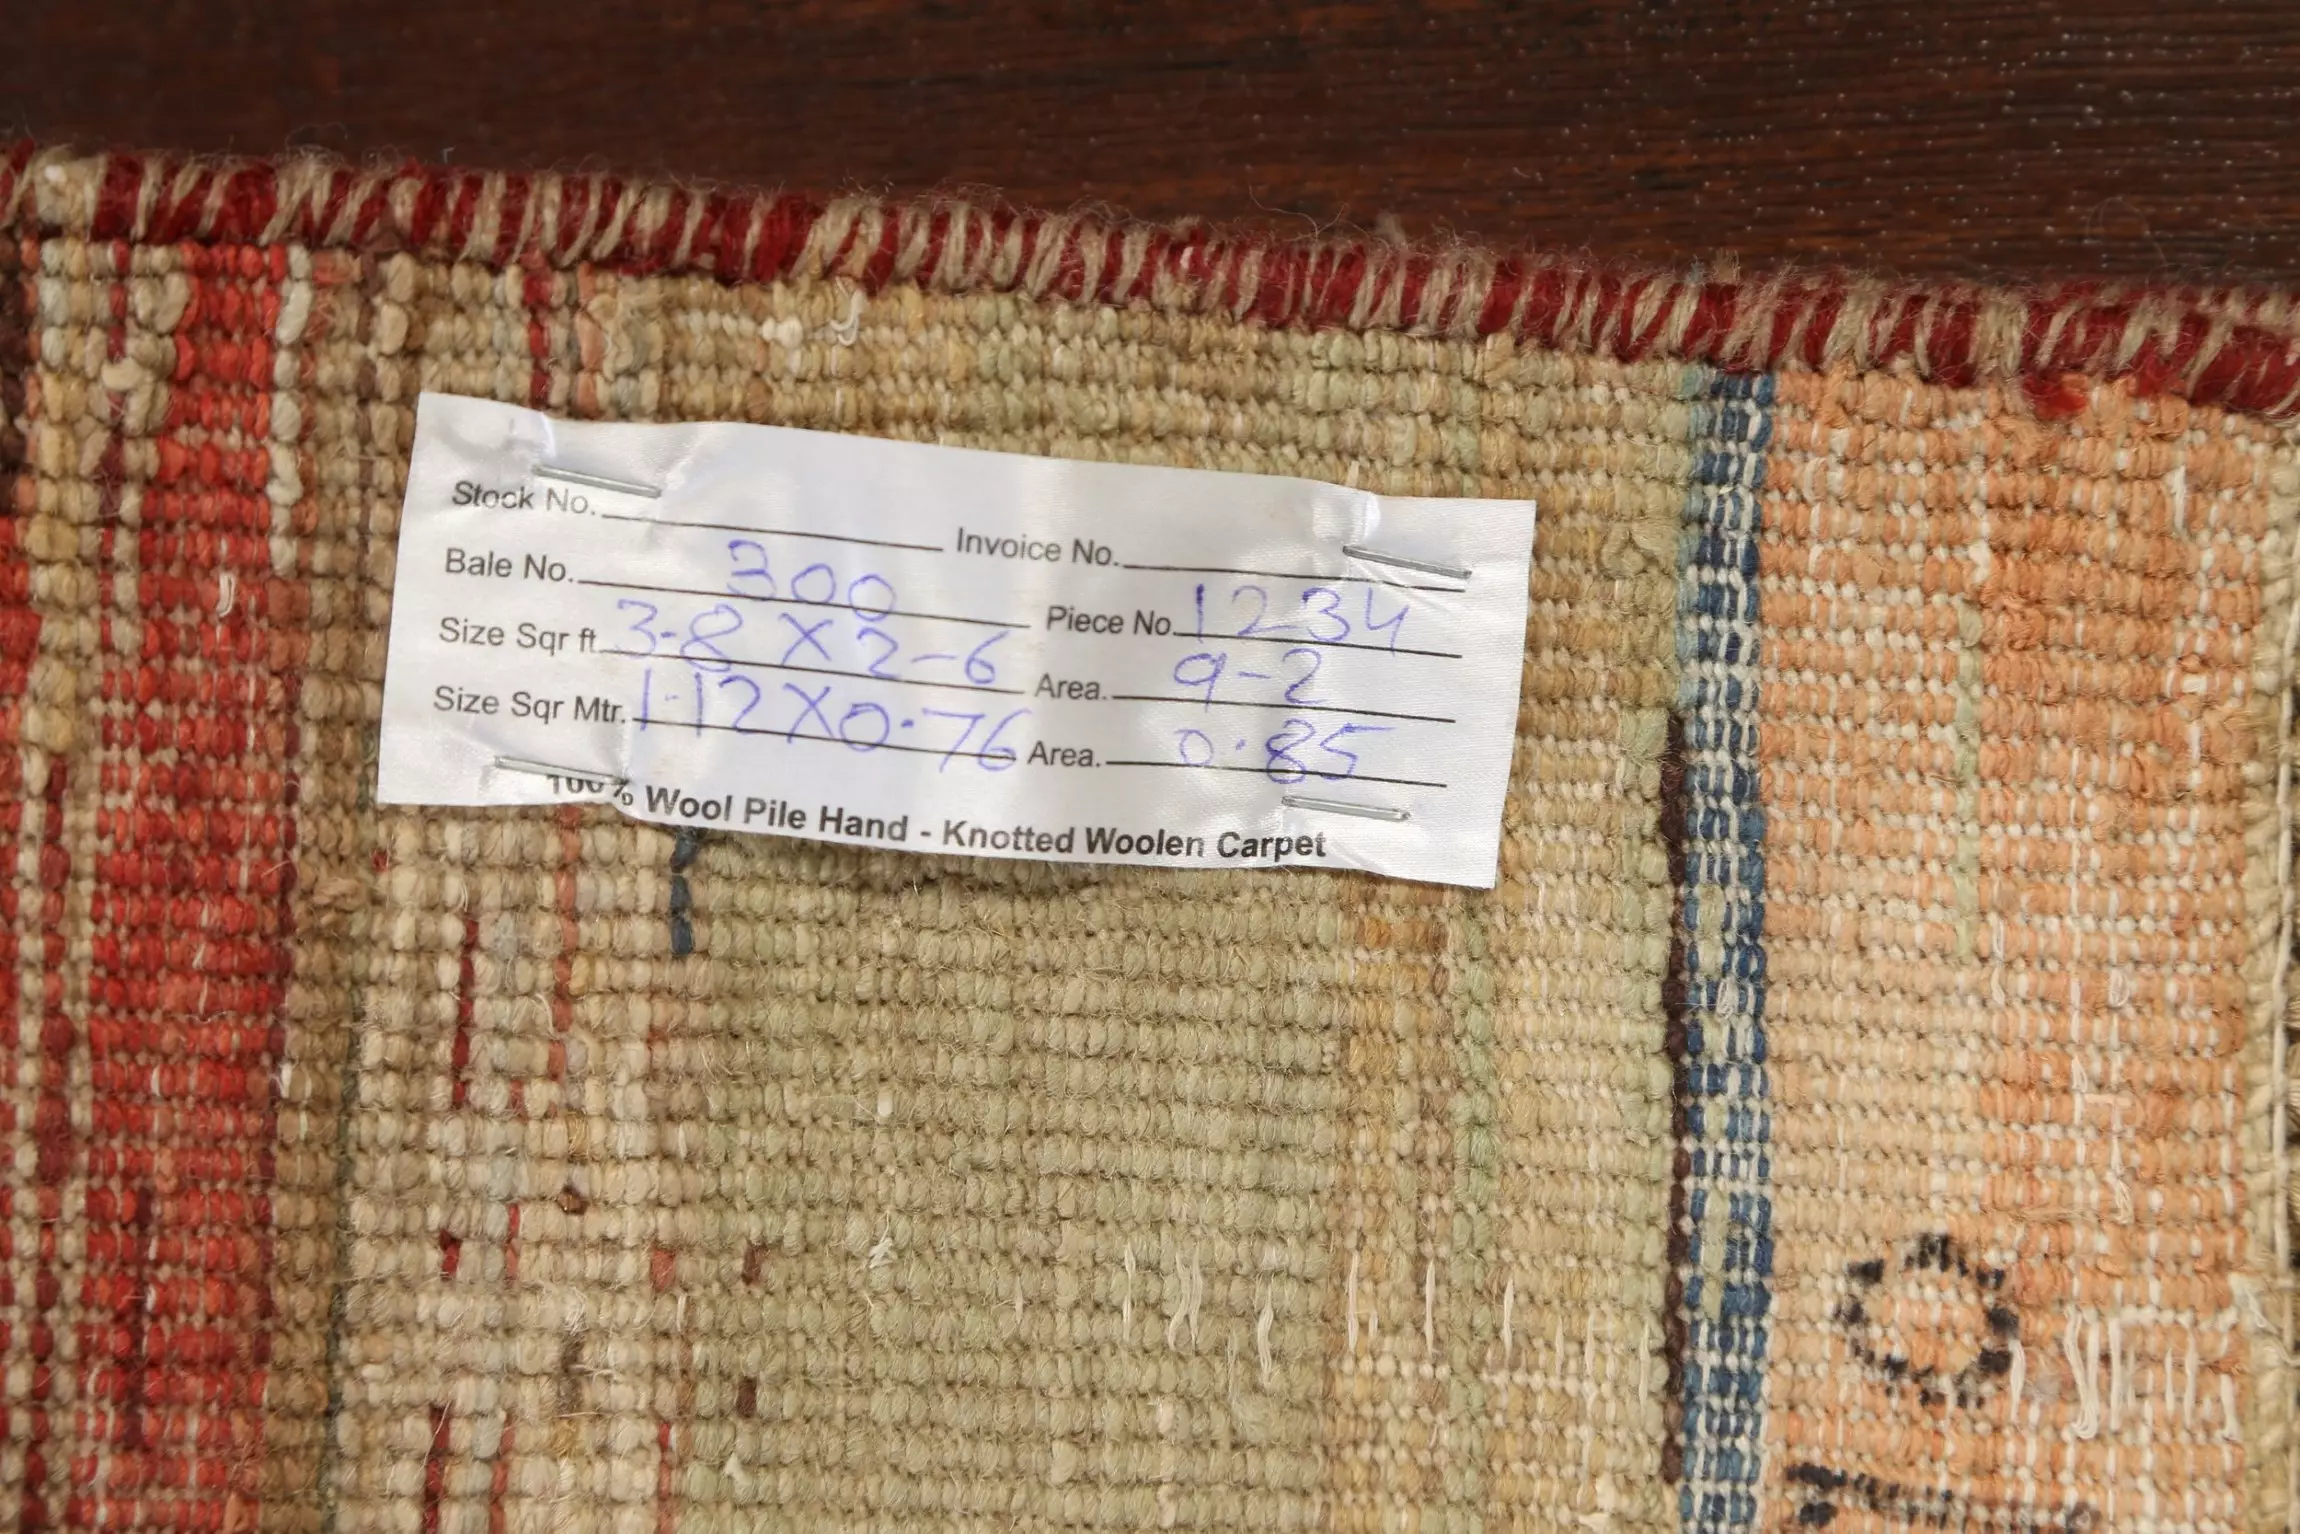 Stock No. Invoice No.
Bale No. 300 Piece No. 1234
Size Sqr ft. 3-8 X 2-6 Area. 9-2
Size Sqr Mtr. 1.12 X 0.76 Area. 0.85
100% Wool Pile Hand - Knotted Woolen Carpet